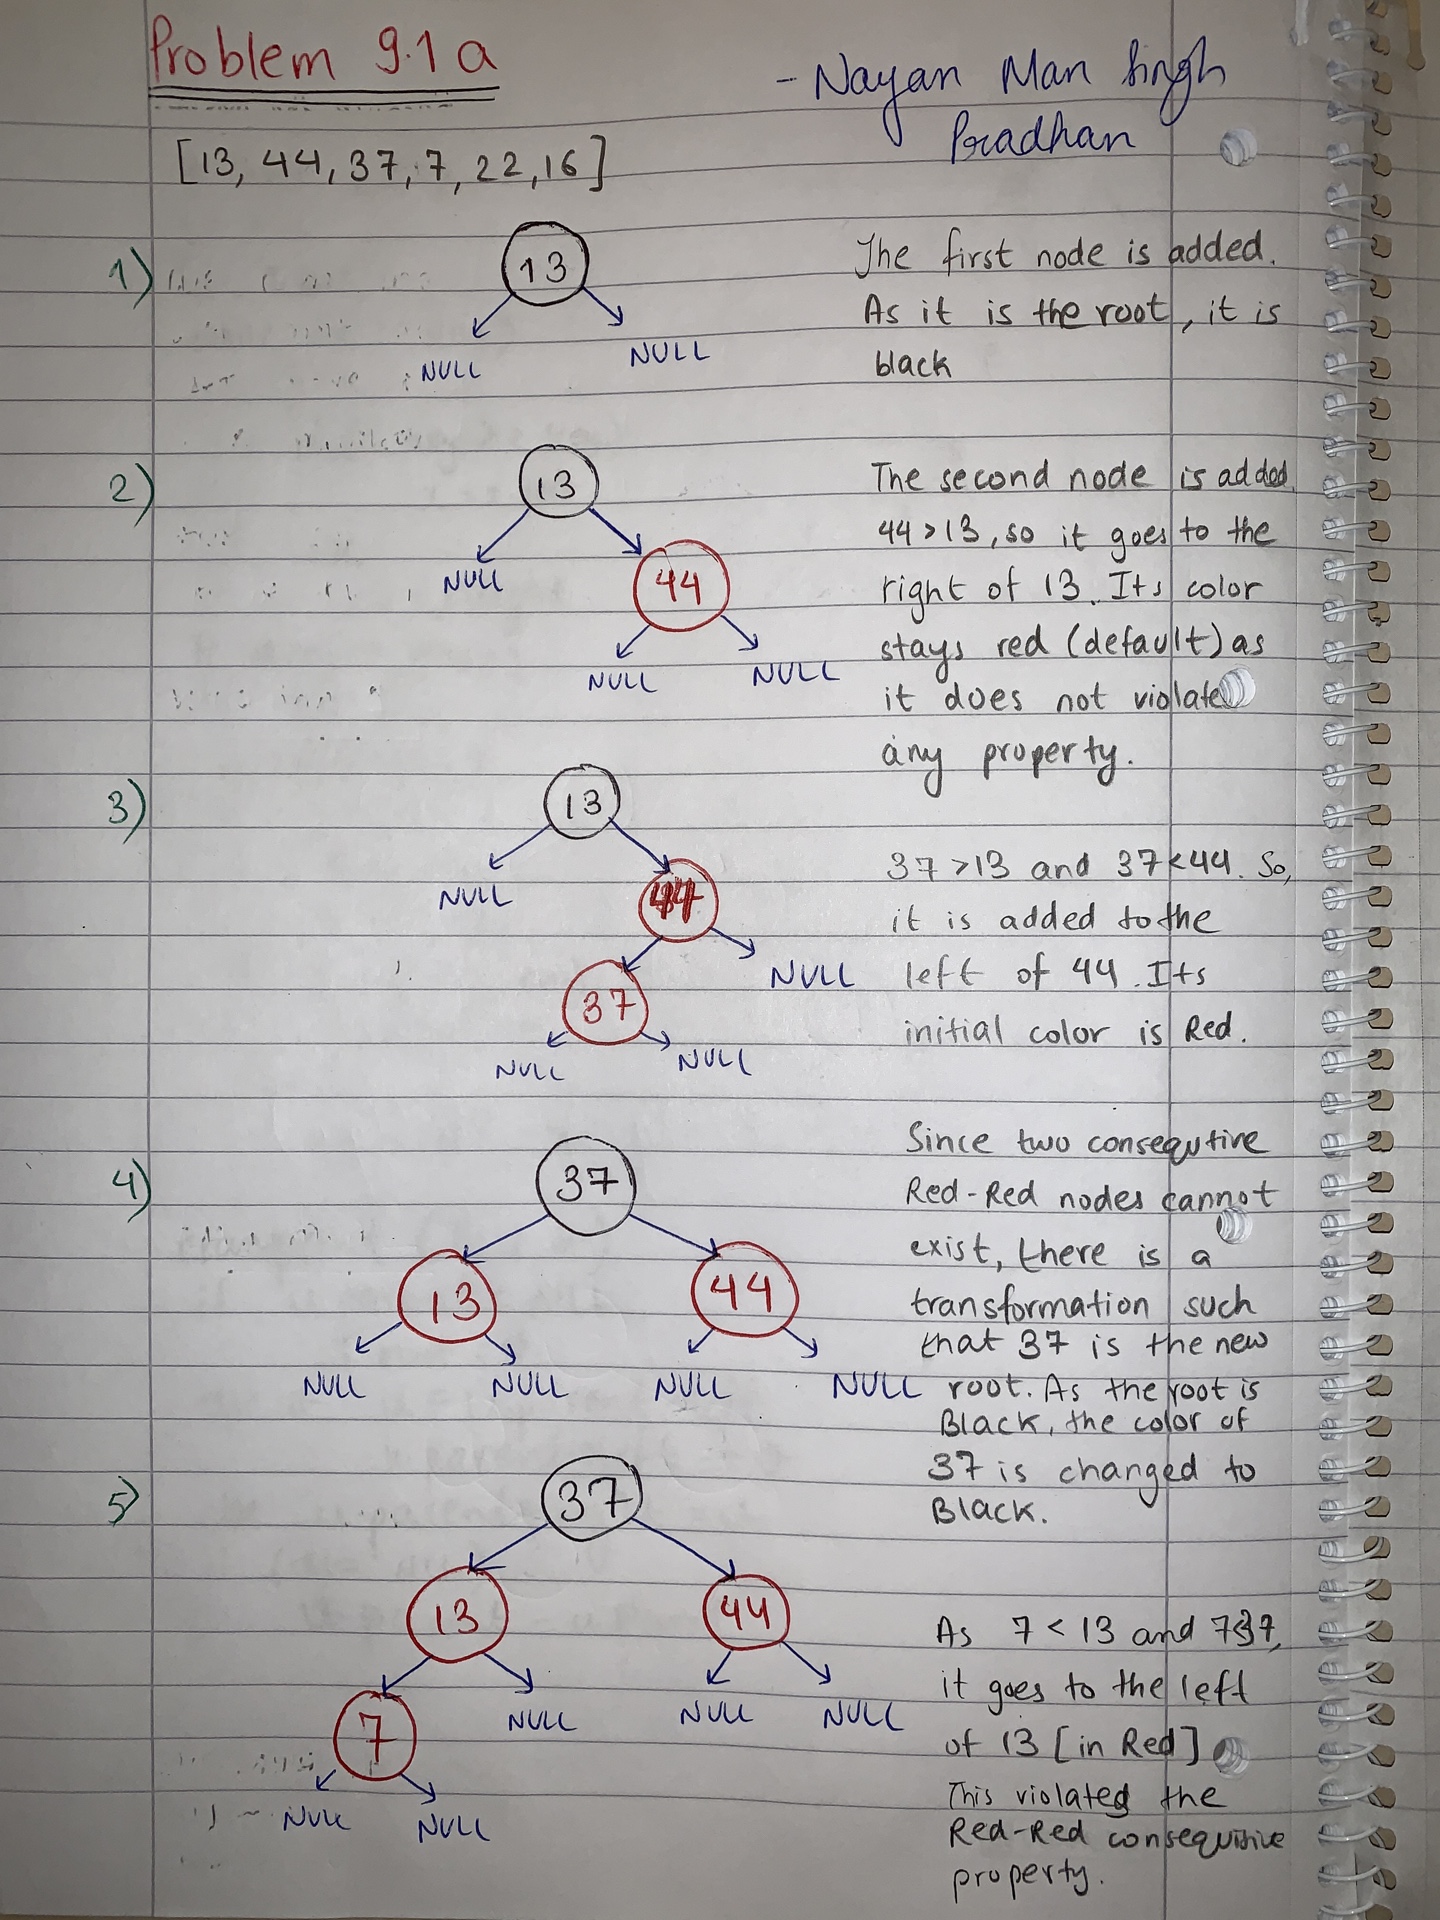 Problem 9.1 a
- Nayan Man Singh
Pradhan
[13, 44, 37, 7, 22, 16]
1)
13
NULL
NULL
The first node is added.
As it is the root, it is
black
2)
13
NULL
44
NULL
NULL
The second node is added
44 > 13, so it goes to the
right of 13. Its color
stays red (default) as
it does not violate
any property.
3)
13
NULL
44
NULL
37
NULL
NULL
37 > 13 and 37 < 44. So,
it is added to the
left of 44. Its
initial color is Red.
4)
37
13
44
NULL
NULL
NULL
NULL
Since two consequtive
Red-Red nodes cannot
exist, there is a
transformation such
that 37 is the new
root. As the root is
Black, the color of
37 is changed to
Black.
5)
37
13
44
7
NULL
NULL
NULL
NULL
NULL
As 7 < 13 and 7<37,
it goes to the left
of 13 [in Red]
This violated the
Red-Red consequtive
property.